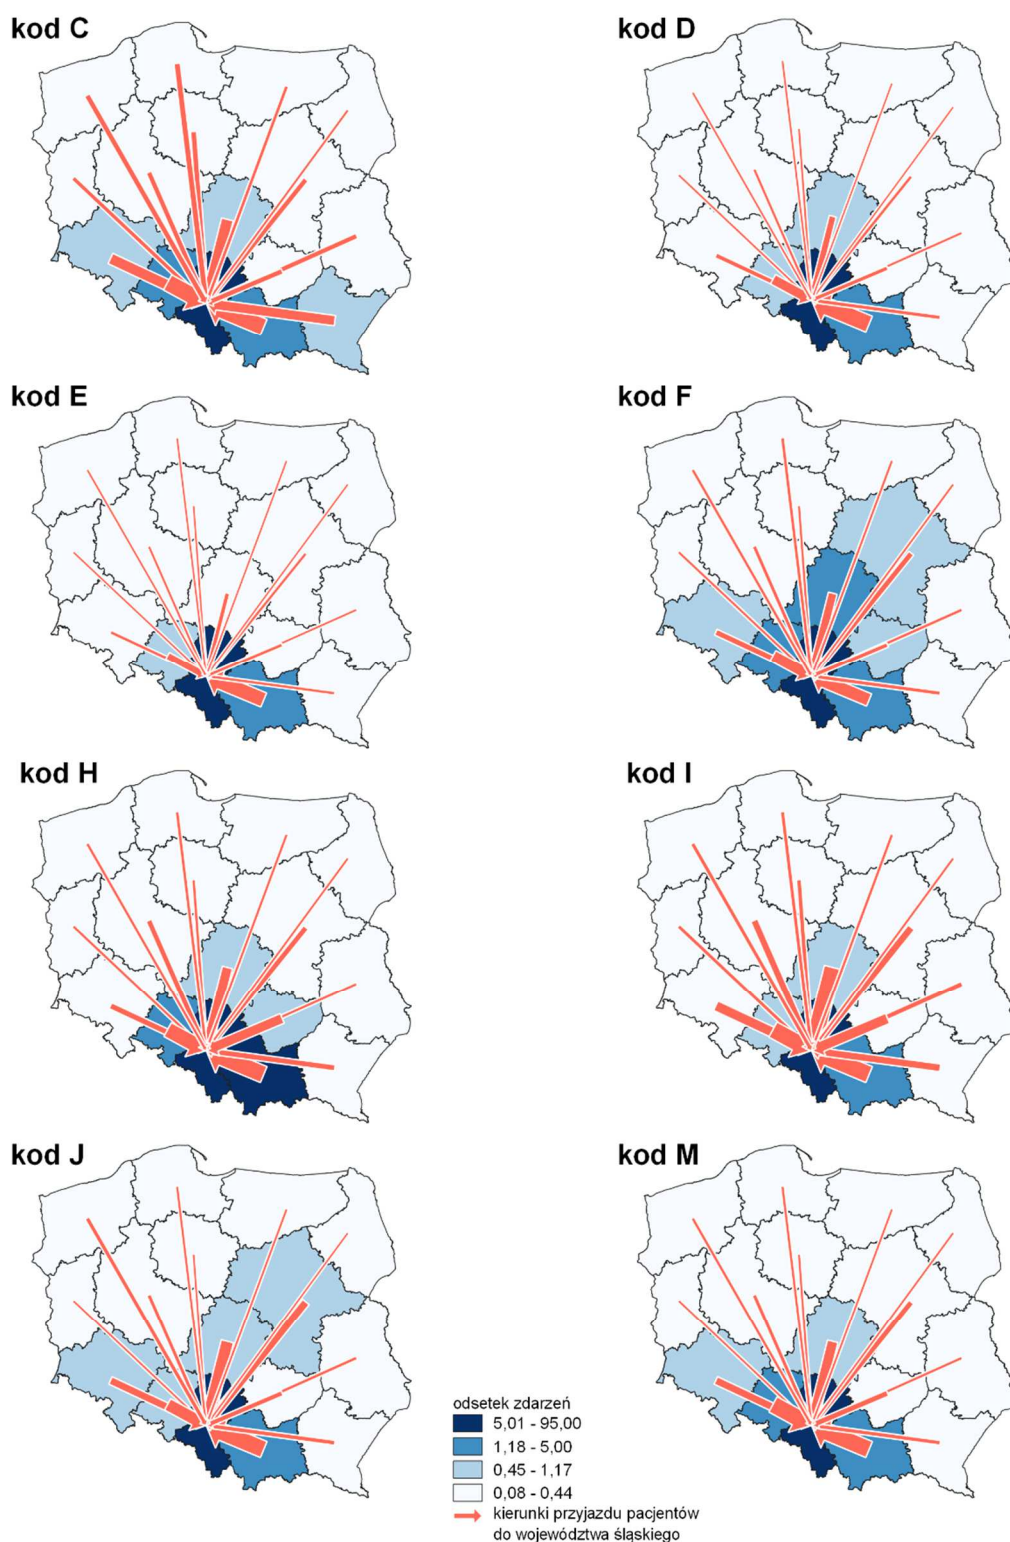 kod C
kod D
kod E
kod F
kod H
kod I
kod J
kod M
odsetek zdarzeń
5,01 - 95,00
1,18 - 5,00
0,45 - 1,17
0,08 - 0,44
kierunki przyjazdu pacjentów
do województwa śląskiego